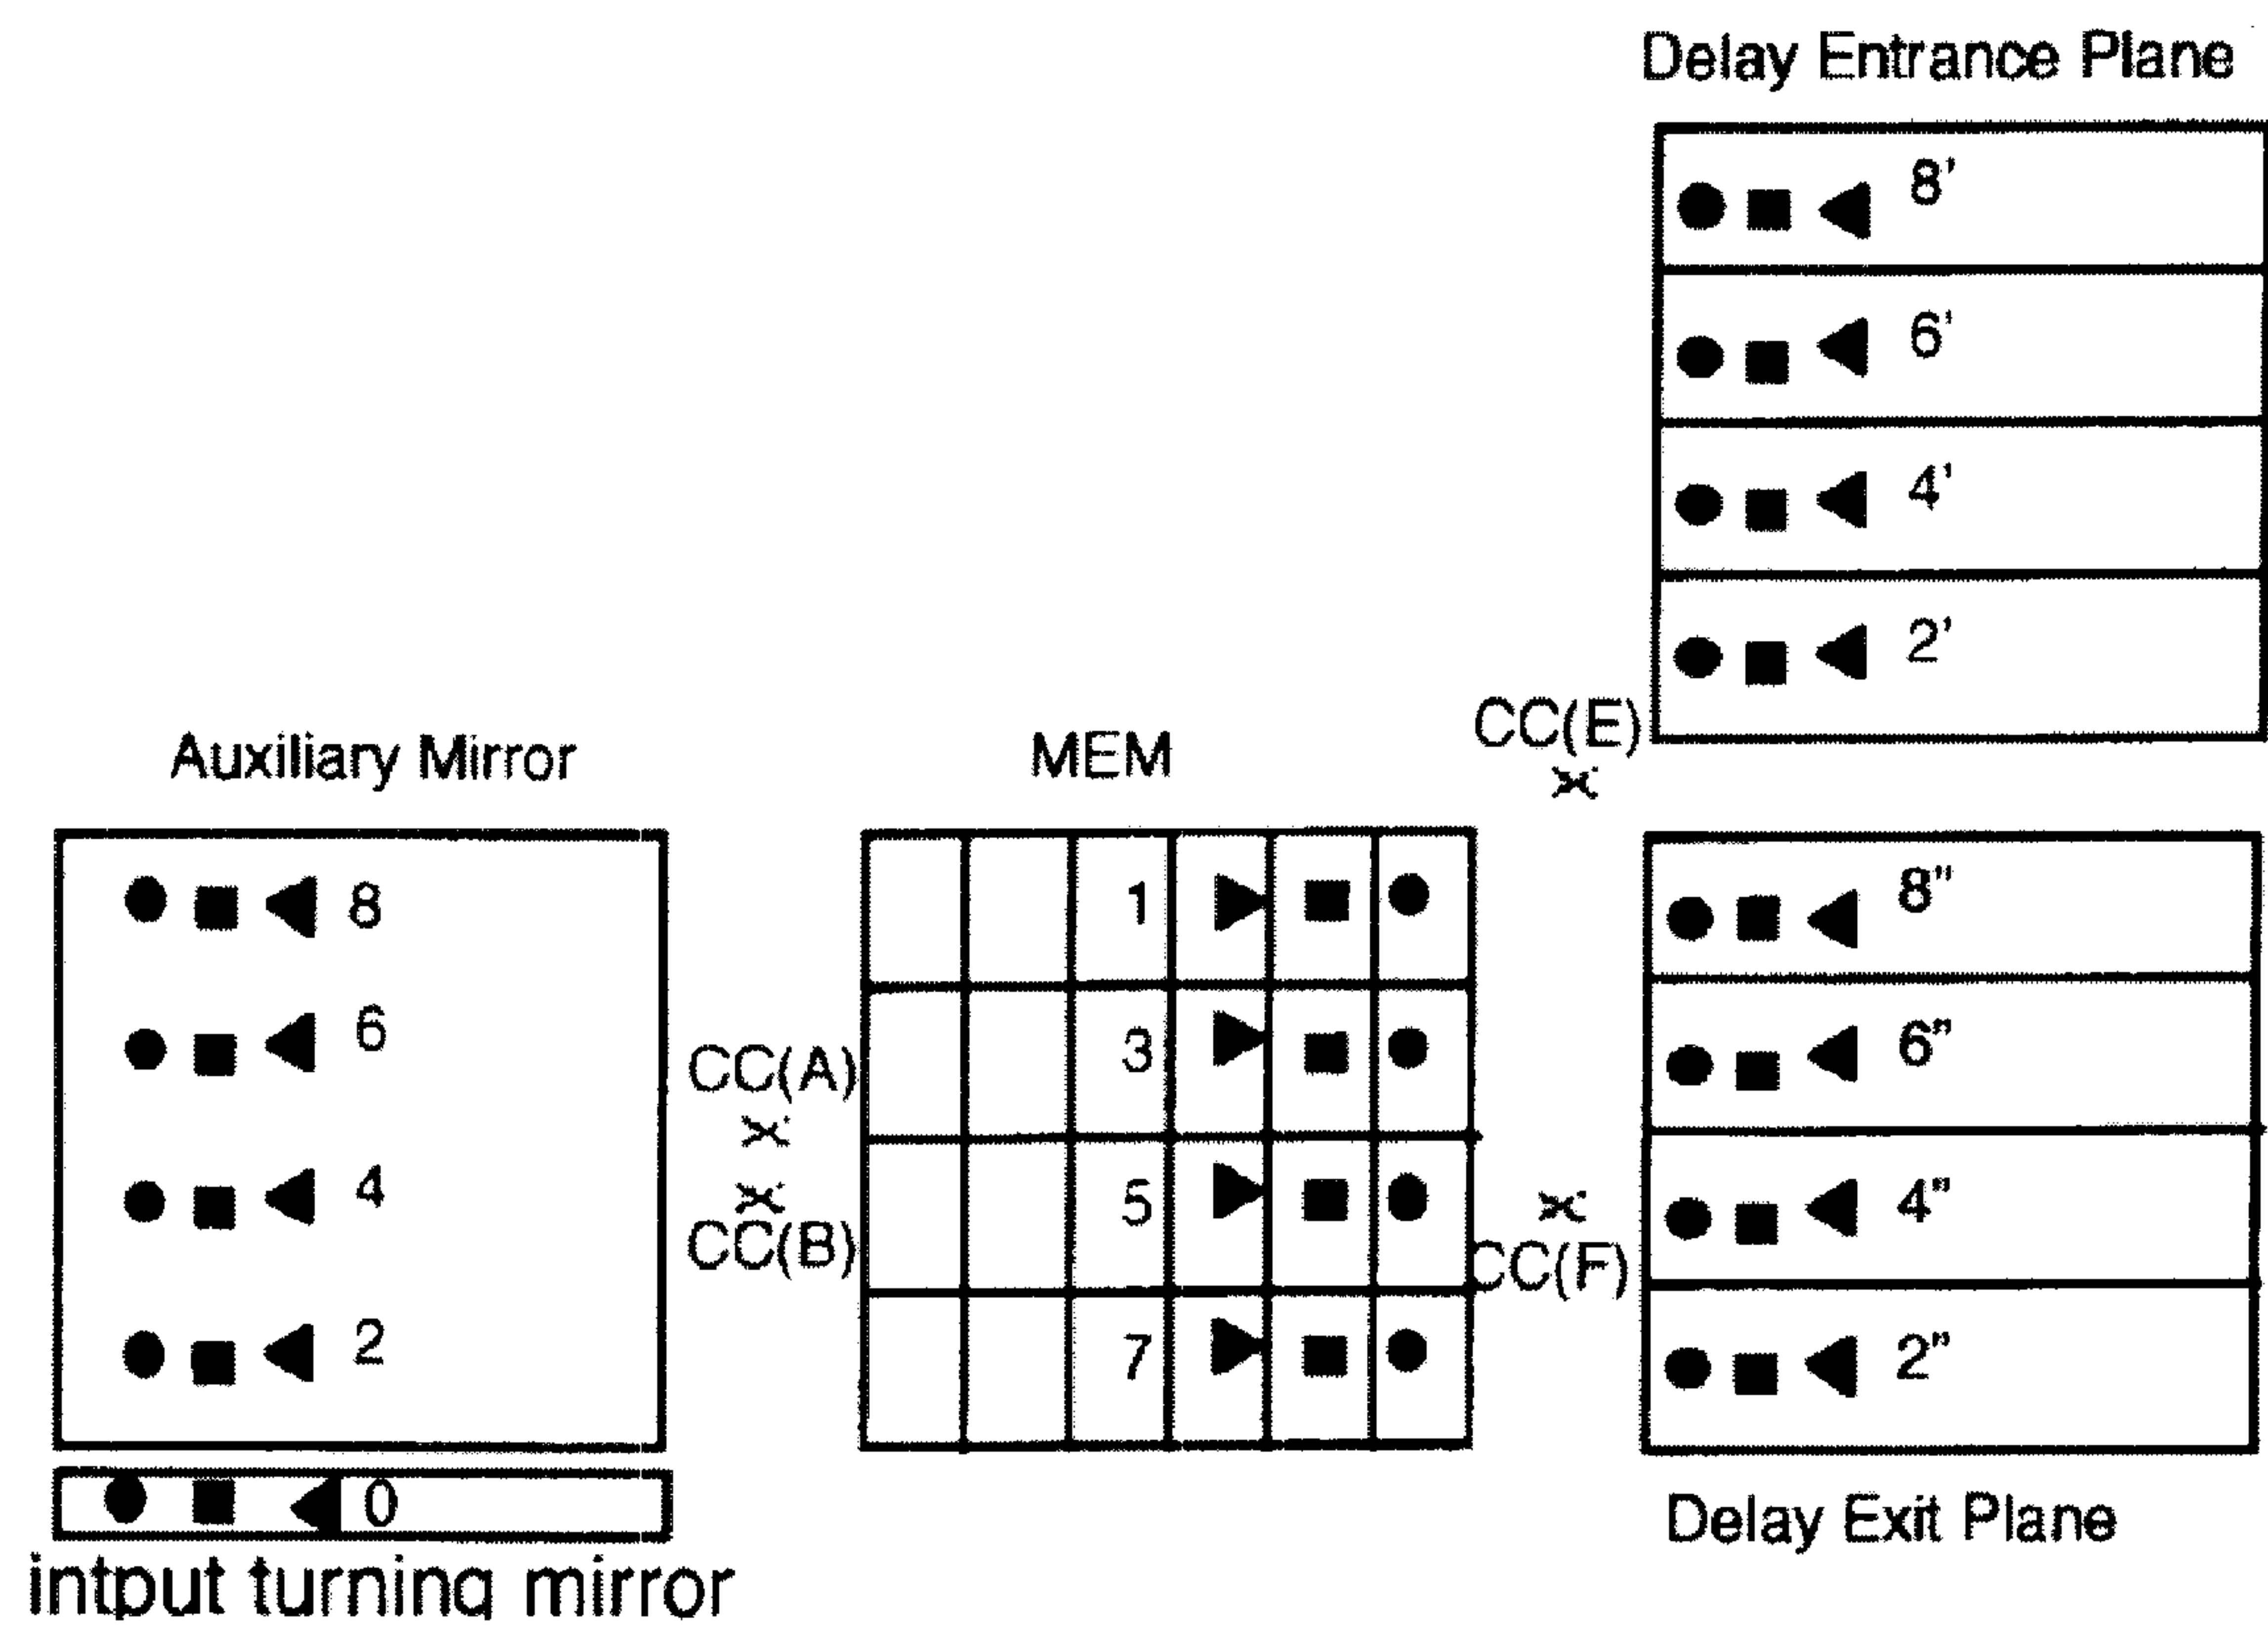 Delay Entrance Plane
8'
6'
4'
2'
CC(E)
×
Auxiliary Mirror
MEM
8
6
4
2
CC(A)
×
×
CC(B)
1
3
5
7
×
CC(F)
8"
6"
4"
2"
0
intput turning mirror
Delay Exit Plane